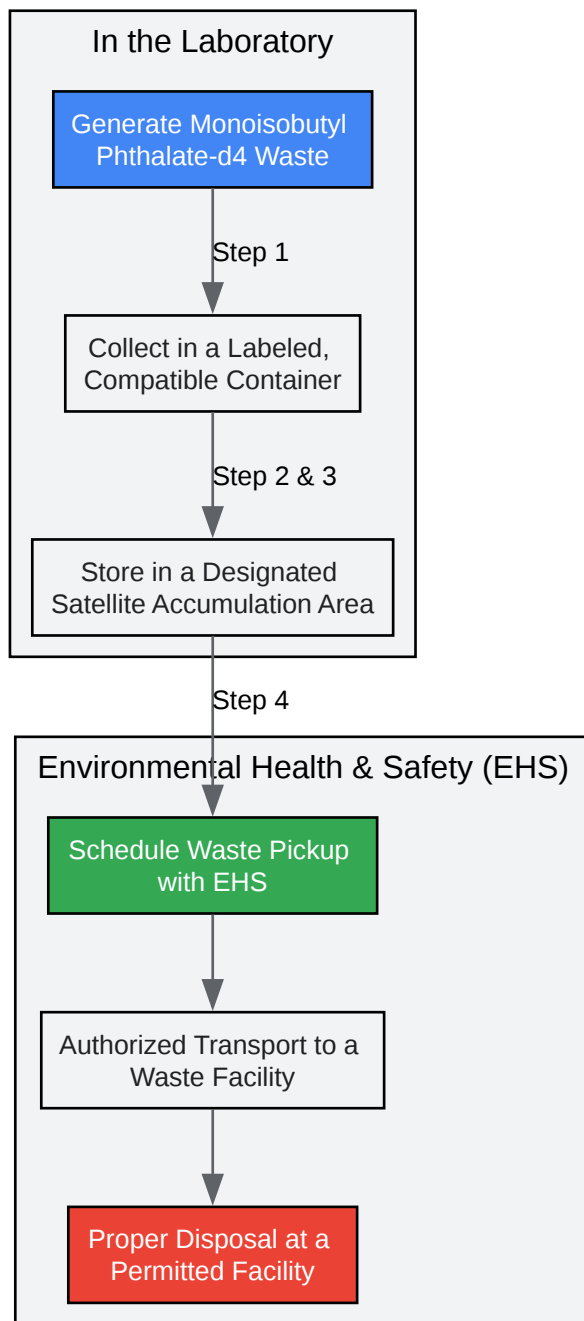 In the Laboratory
Generate Monoisobutyl
Phthalate-d4 Waste
Step 1
Collect in a Labeled,
Compatible Container
Step 2 & 3
Store in a Designated
Satellite Accumulation Area
Step 4
Environmental Health & Safety (EHS)
Schedule Waste Pickup
with EHS
Authorized Transport to a
Waste Facility
Proper Disposal at a
Permitted Facility